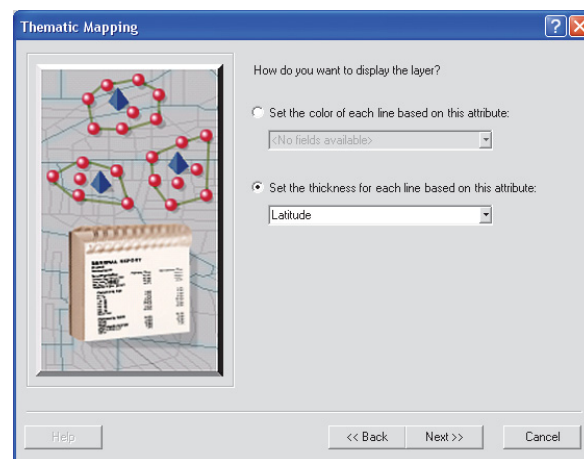 Thematic Mapping
How do you want to display the layer?
Set the color of each line based on this attribute:
<No fields available>
Set the thickness for each line based on this attribute:
Latitude
Help
<< Back
Next >>
Cancel